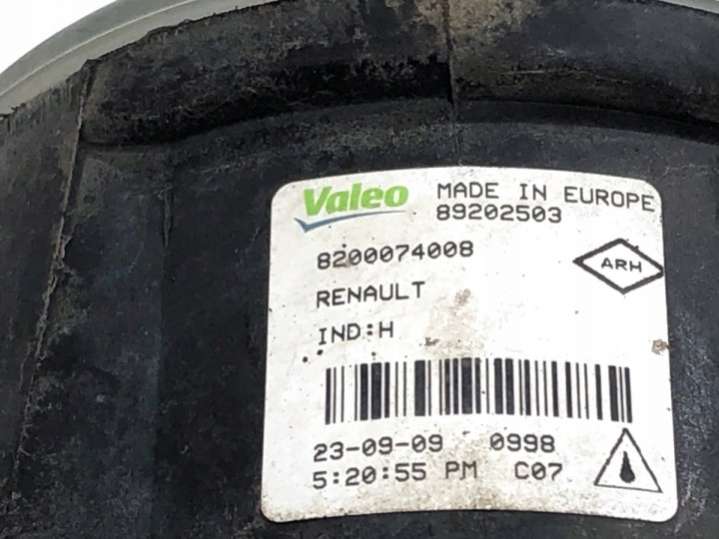 Valeo MADE IN EUROPE
89202503
8200074008
ARH
RENAULT
IND:H
23-09-09 0998
5:20:55 PM C07